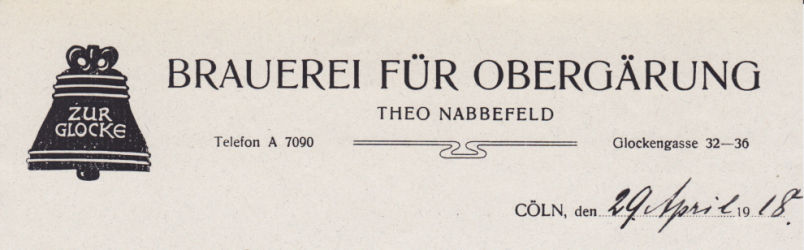 ZUR
GLOCKE
BRAUEREI FÜR OBERGÄRUNG
THEO NABBEFELD
Telefon A 7090
Glockengasse 32—36
CÖLN, den 29. April 1918.